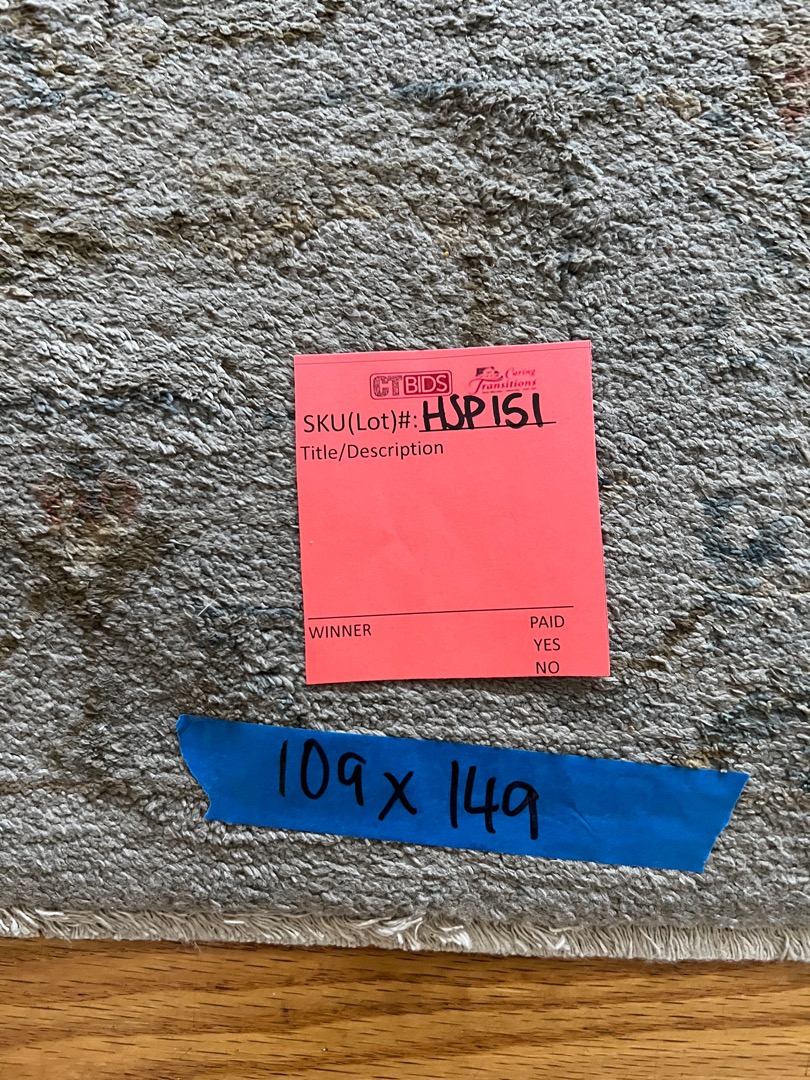 CTBIDS Caring Transitions
SKU(Lot)#: HSP151
Title/Description
WINNER PAID
YES
NO
109 x 149